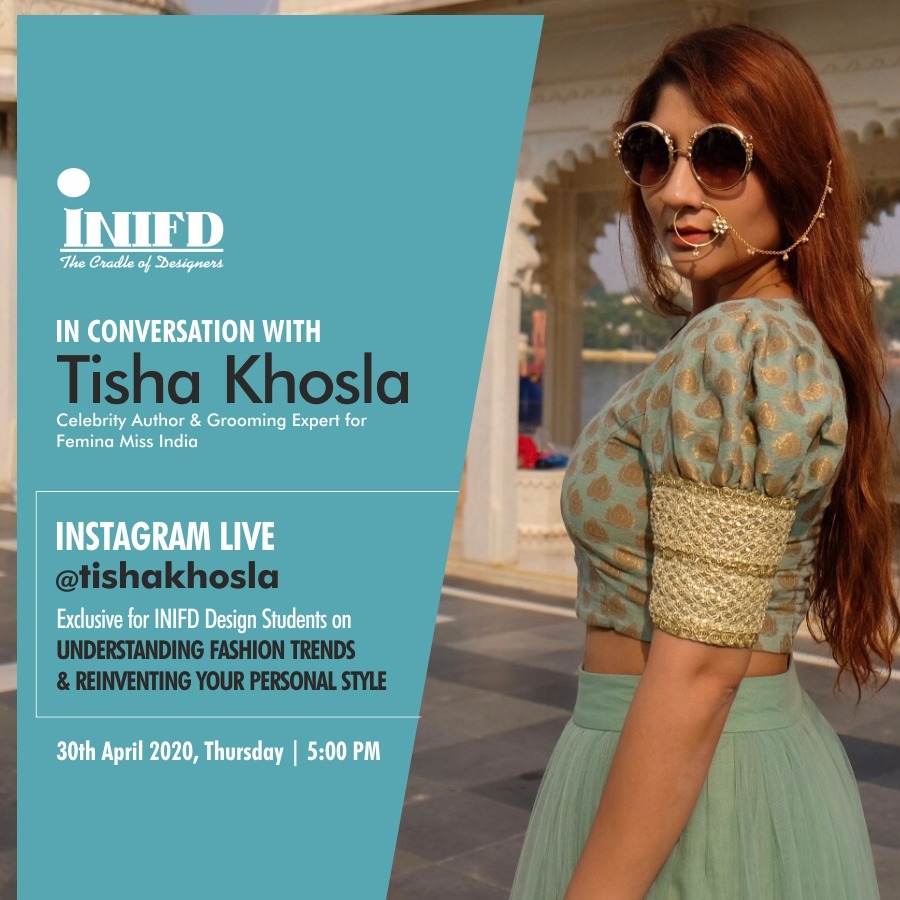 INIFD
The Cradle of Designers
IN CONVERSATION WITH
Tisha Khosla
Celebrity Author & Grooming Expert for
Femina Miss India
INSTAGRAM LIVE
@tishakhosla
Exclusive for INIFD Design Students on
UNDERSTANDING FASHION TRENDS
& REINVENTING YOUR PERSONAL STYLE
30th April 2020, Thursday | 5:00 PM